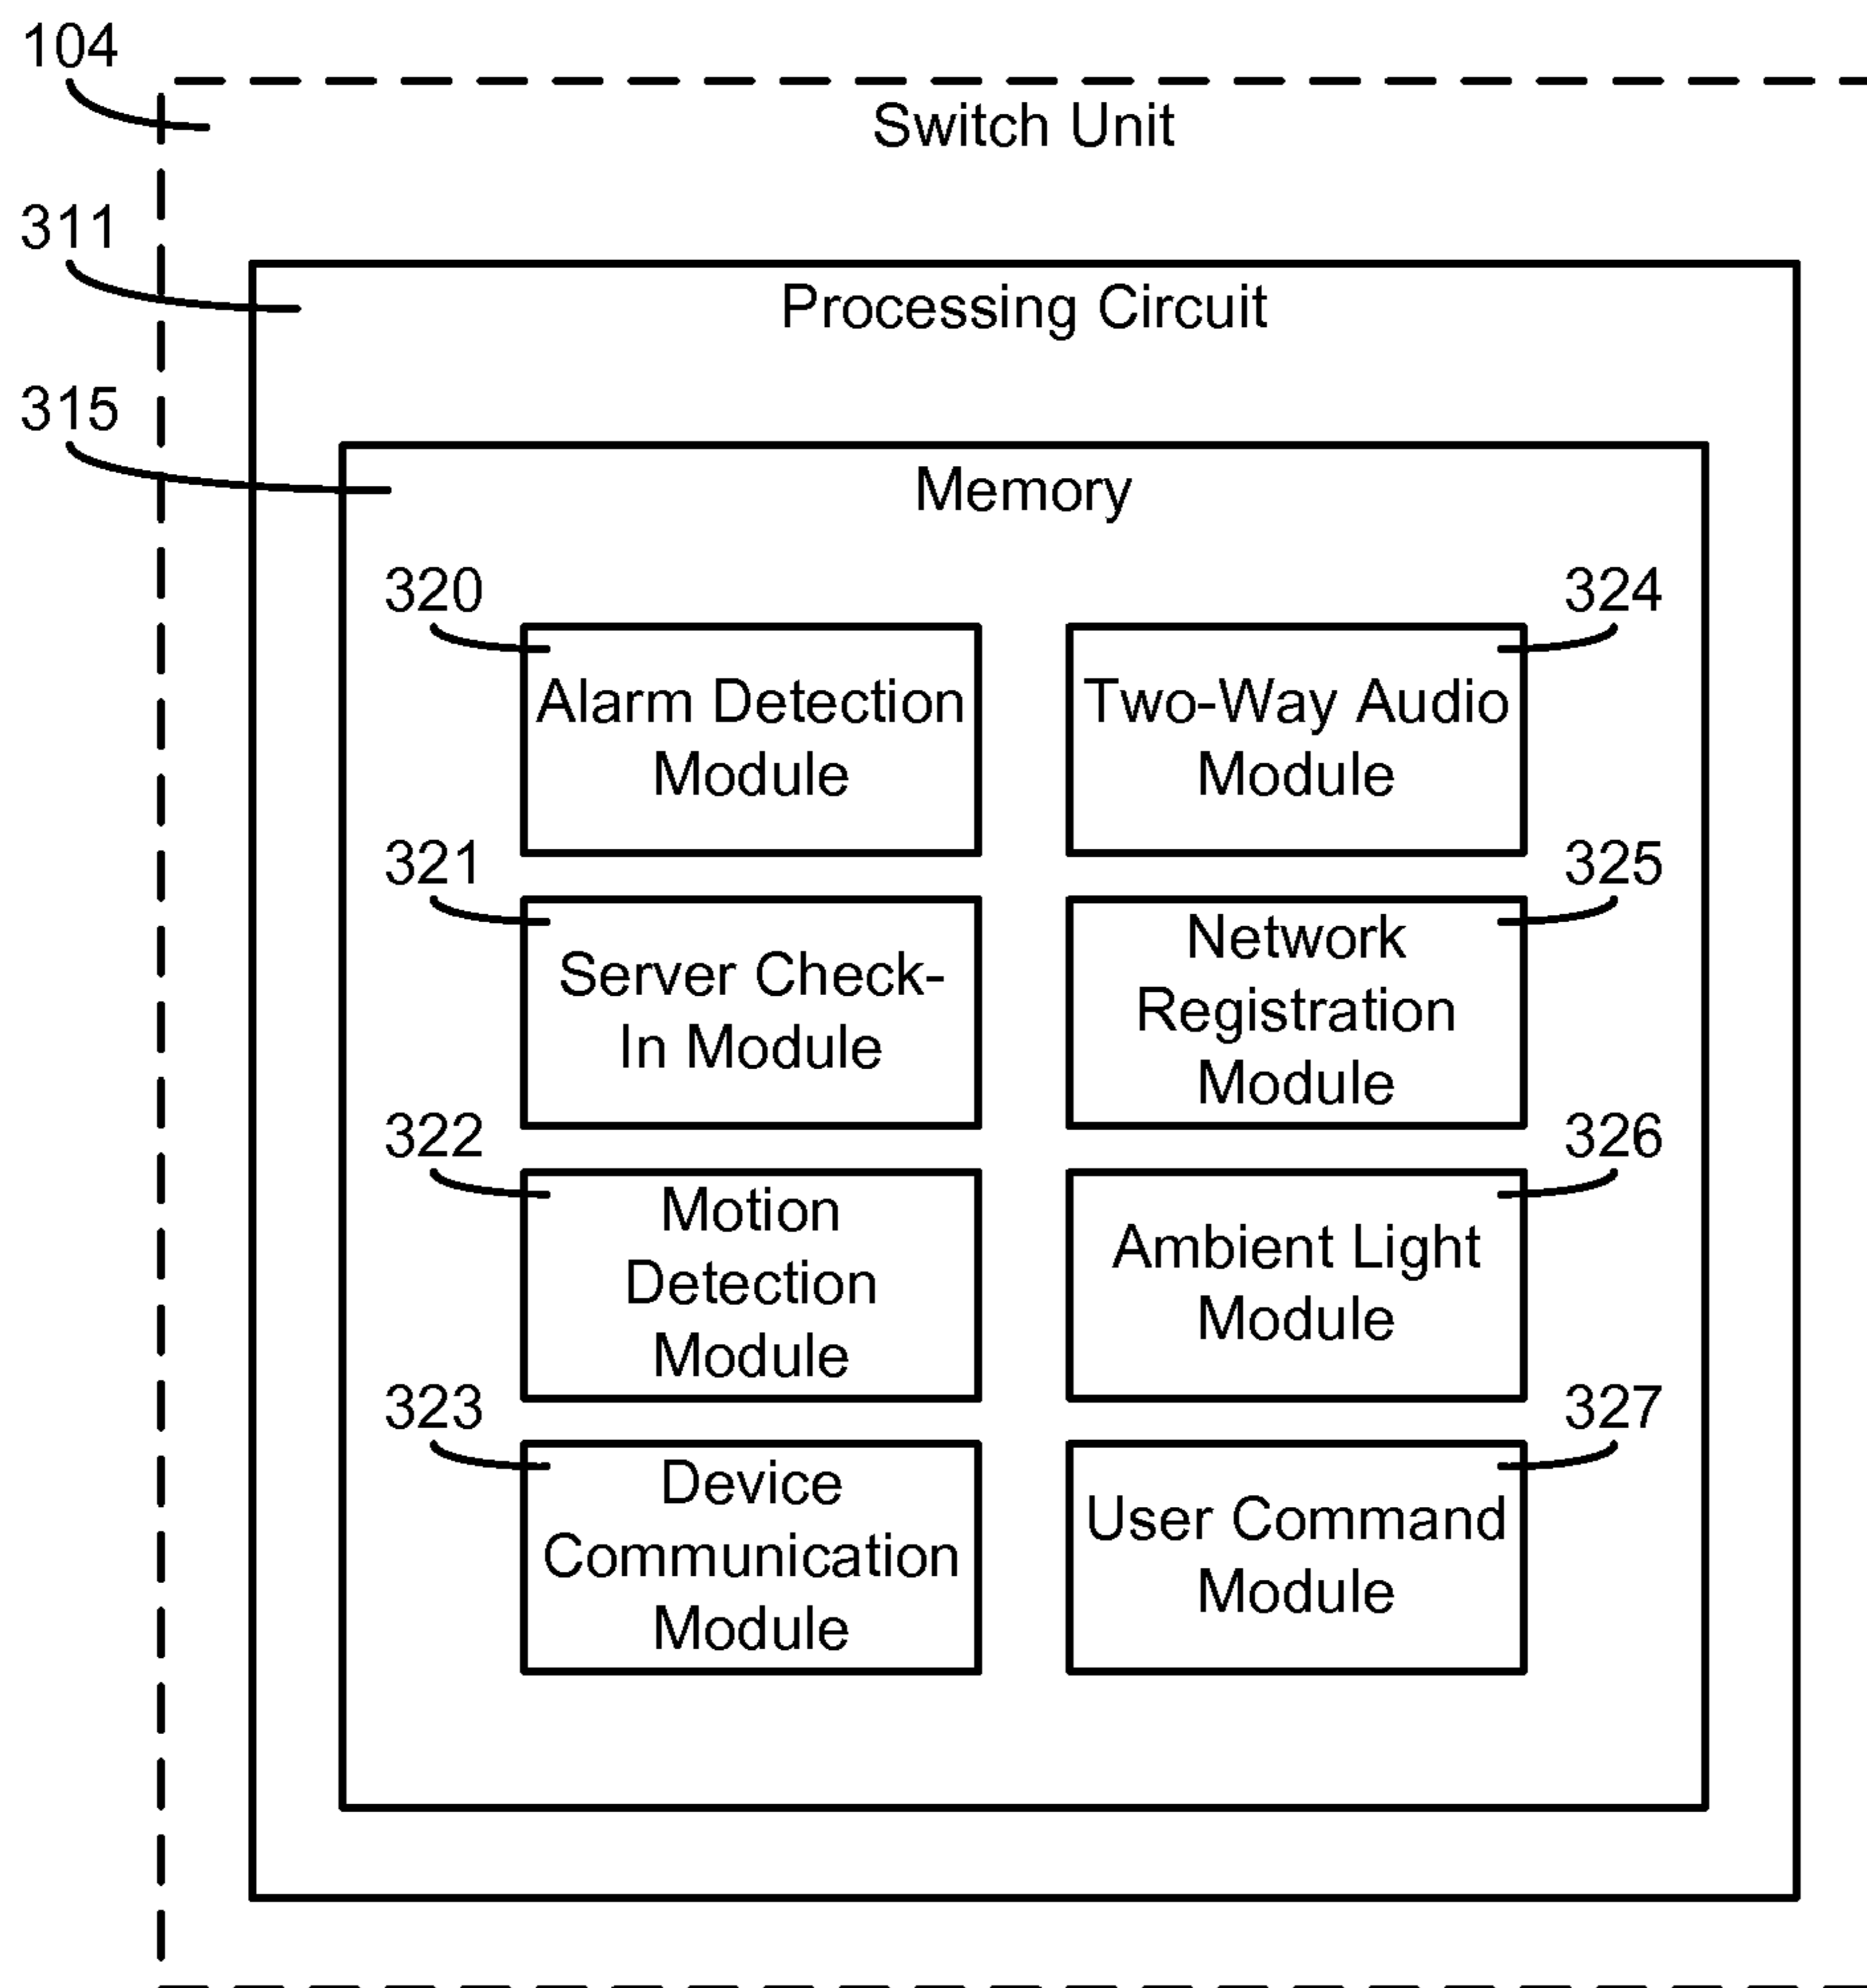 104
Switch Unit
311
Processing Circuit
315
Memory
320
Alarm Detection
Module
324
Two-Way Audio
Module
321
Server Check-
In Module
325
Network
Registration
Module
322
Motion
Detection
Module
326
Ambient Light
Module
323
Device
Communication
Module
327
User Command
Module